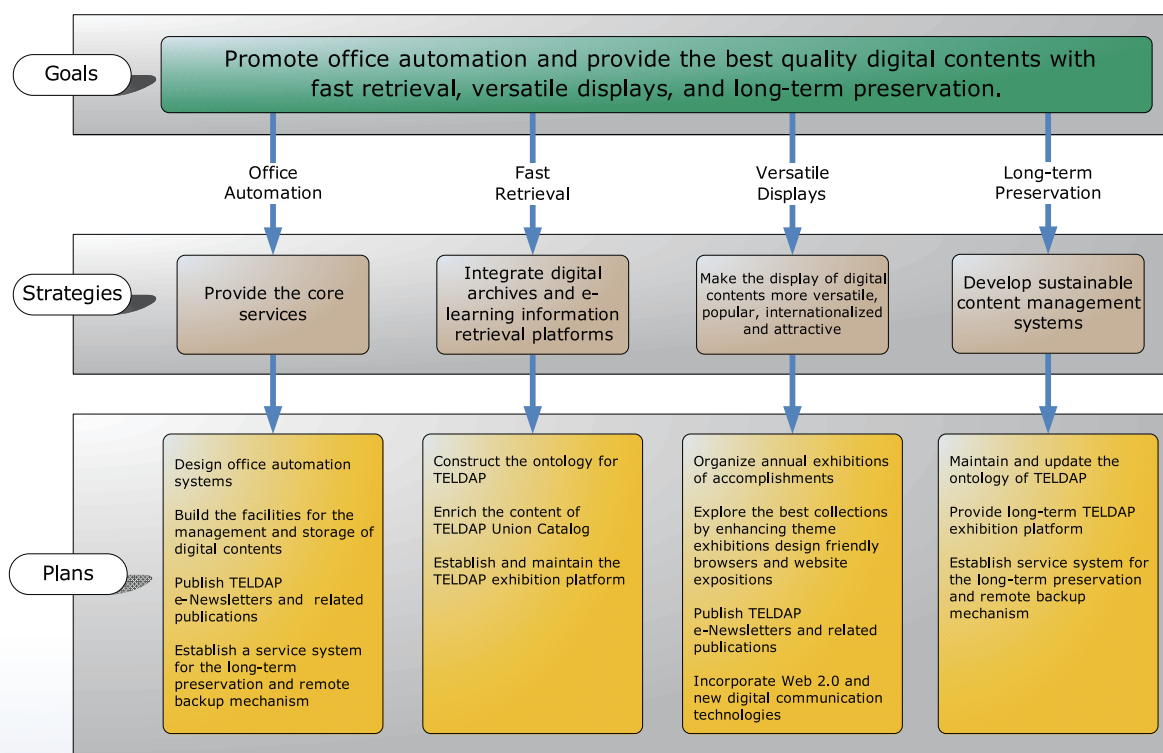 Goals
Promote office automation and provide the best quality digital contents with
fast retrieval, versatile displays, and long-term preservation.
Office
Automation
Fast
Retrieval
Versatile
Displays
Long-term
Preservation
Strategies
Provide the core
services
Integrate digital
archives and e-
learning information
retrieval platforms
Make the display of digital
contents more versatile,
popular, internationalized
and attractive
Develop sustainable
content management
systems
Plans
Design office automation
systems
Build the facilities for the
management and storage of
digital contents
Publish TELDAP
e-Newsletters and related
publications
Establish a service system
for the long-term
preservation and remote
backup mechanism
Construct the ontology for
TELDAP
Enrich the content of
TELDAP Union Catalog
Establish and maintain the
TELDAP exhibition platform
Organize annual exhibitions
of accomplishments
Explore the best collections
by enhancing theme
exhibitions design friendly
browsers and website
expositions
Publish TELDAP
e-Newsletters and related
publications
Incorporate Web 2.0 and
new digital communication
technologies
Maintain and update the
ontology of TELDAP
Provide long-term TELDAP
exhibition platform
Establish service system for
the long-term preservation
and remote backup
mechanism